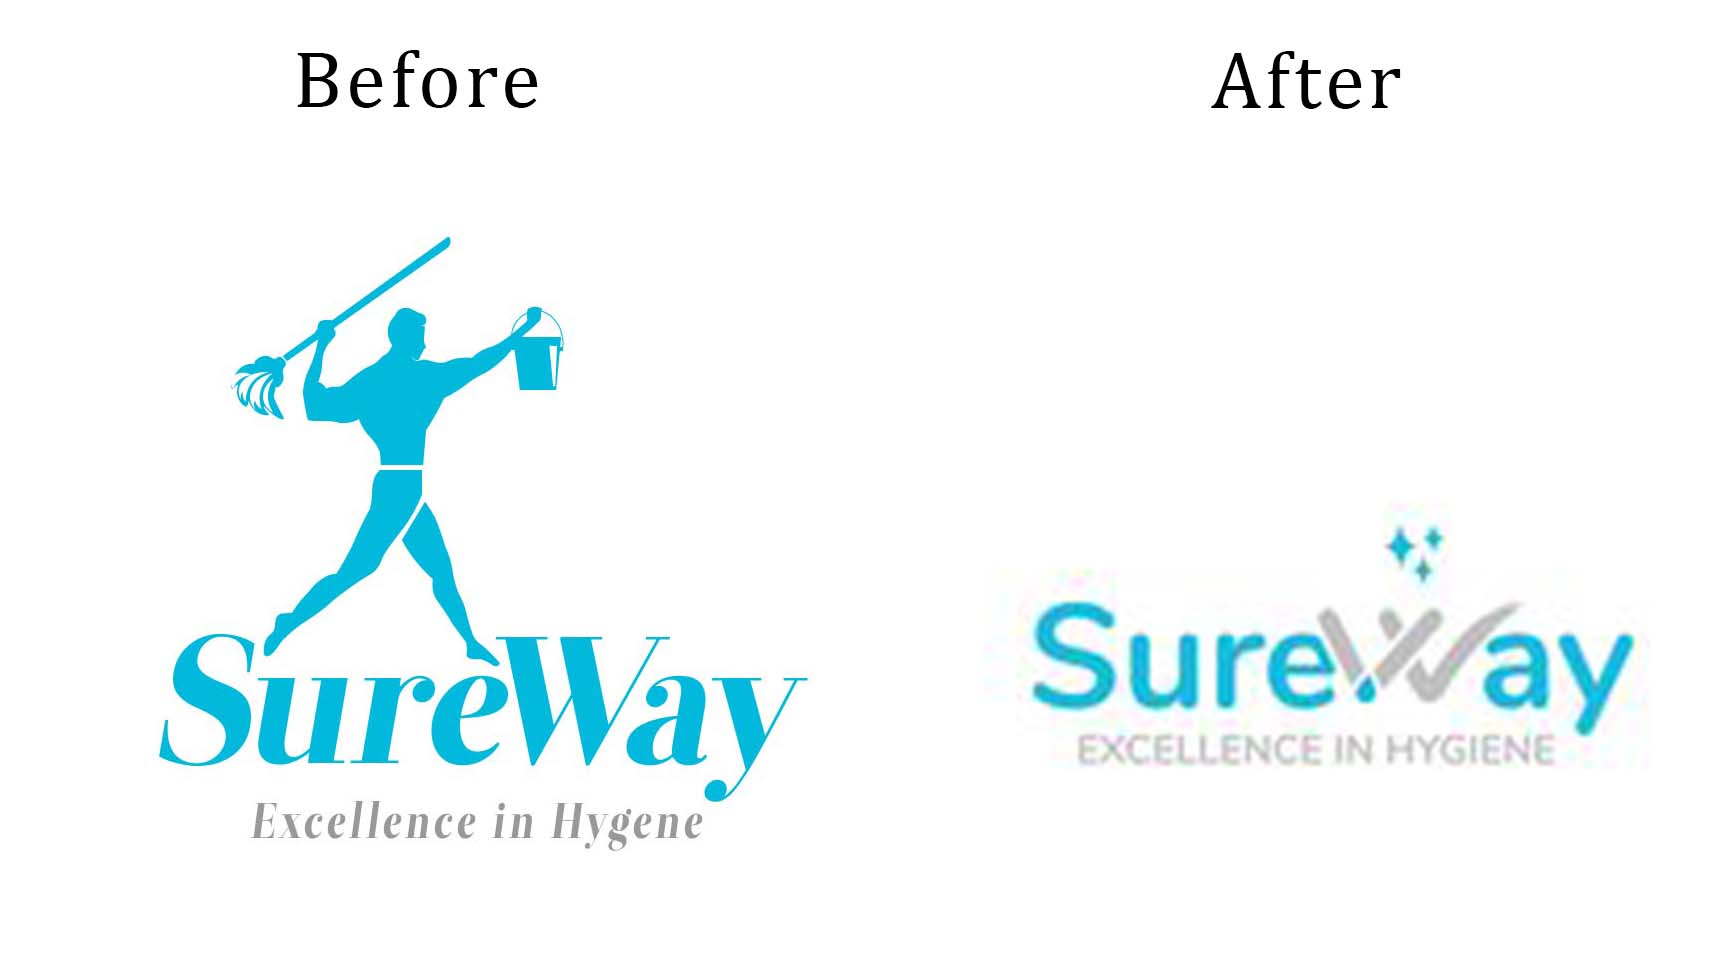 Before
After
SureWay
Excellence in Hygene
SureWay
EXCELLENCE IN HYGIENE